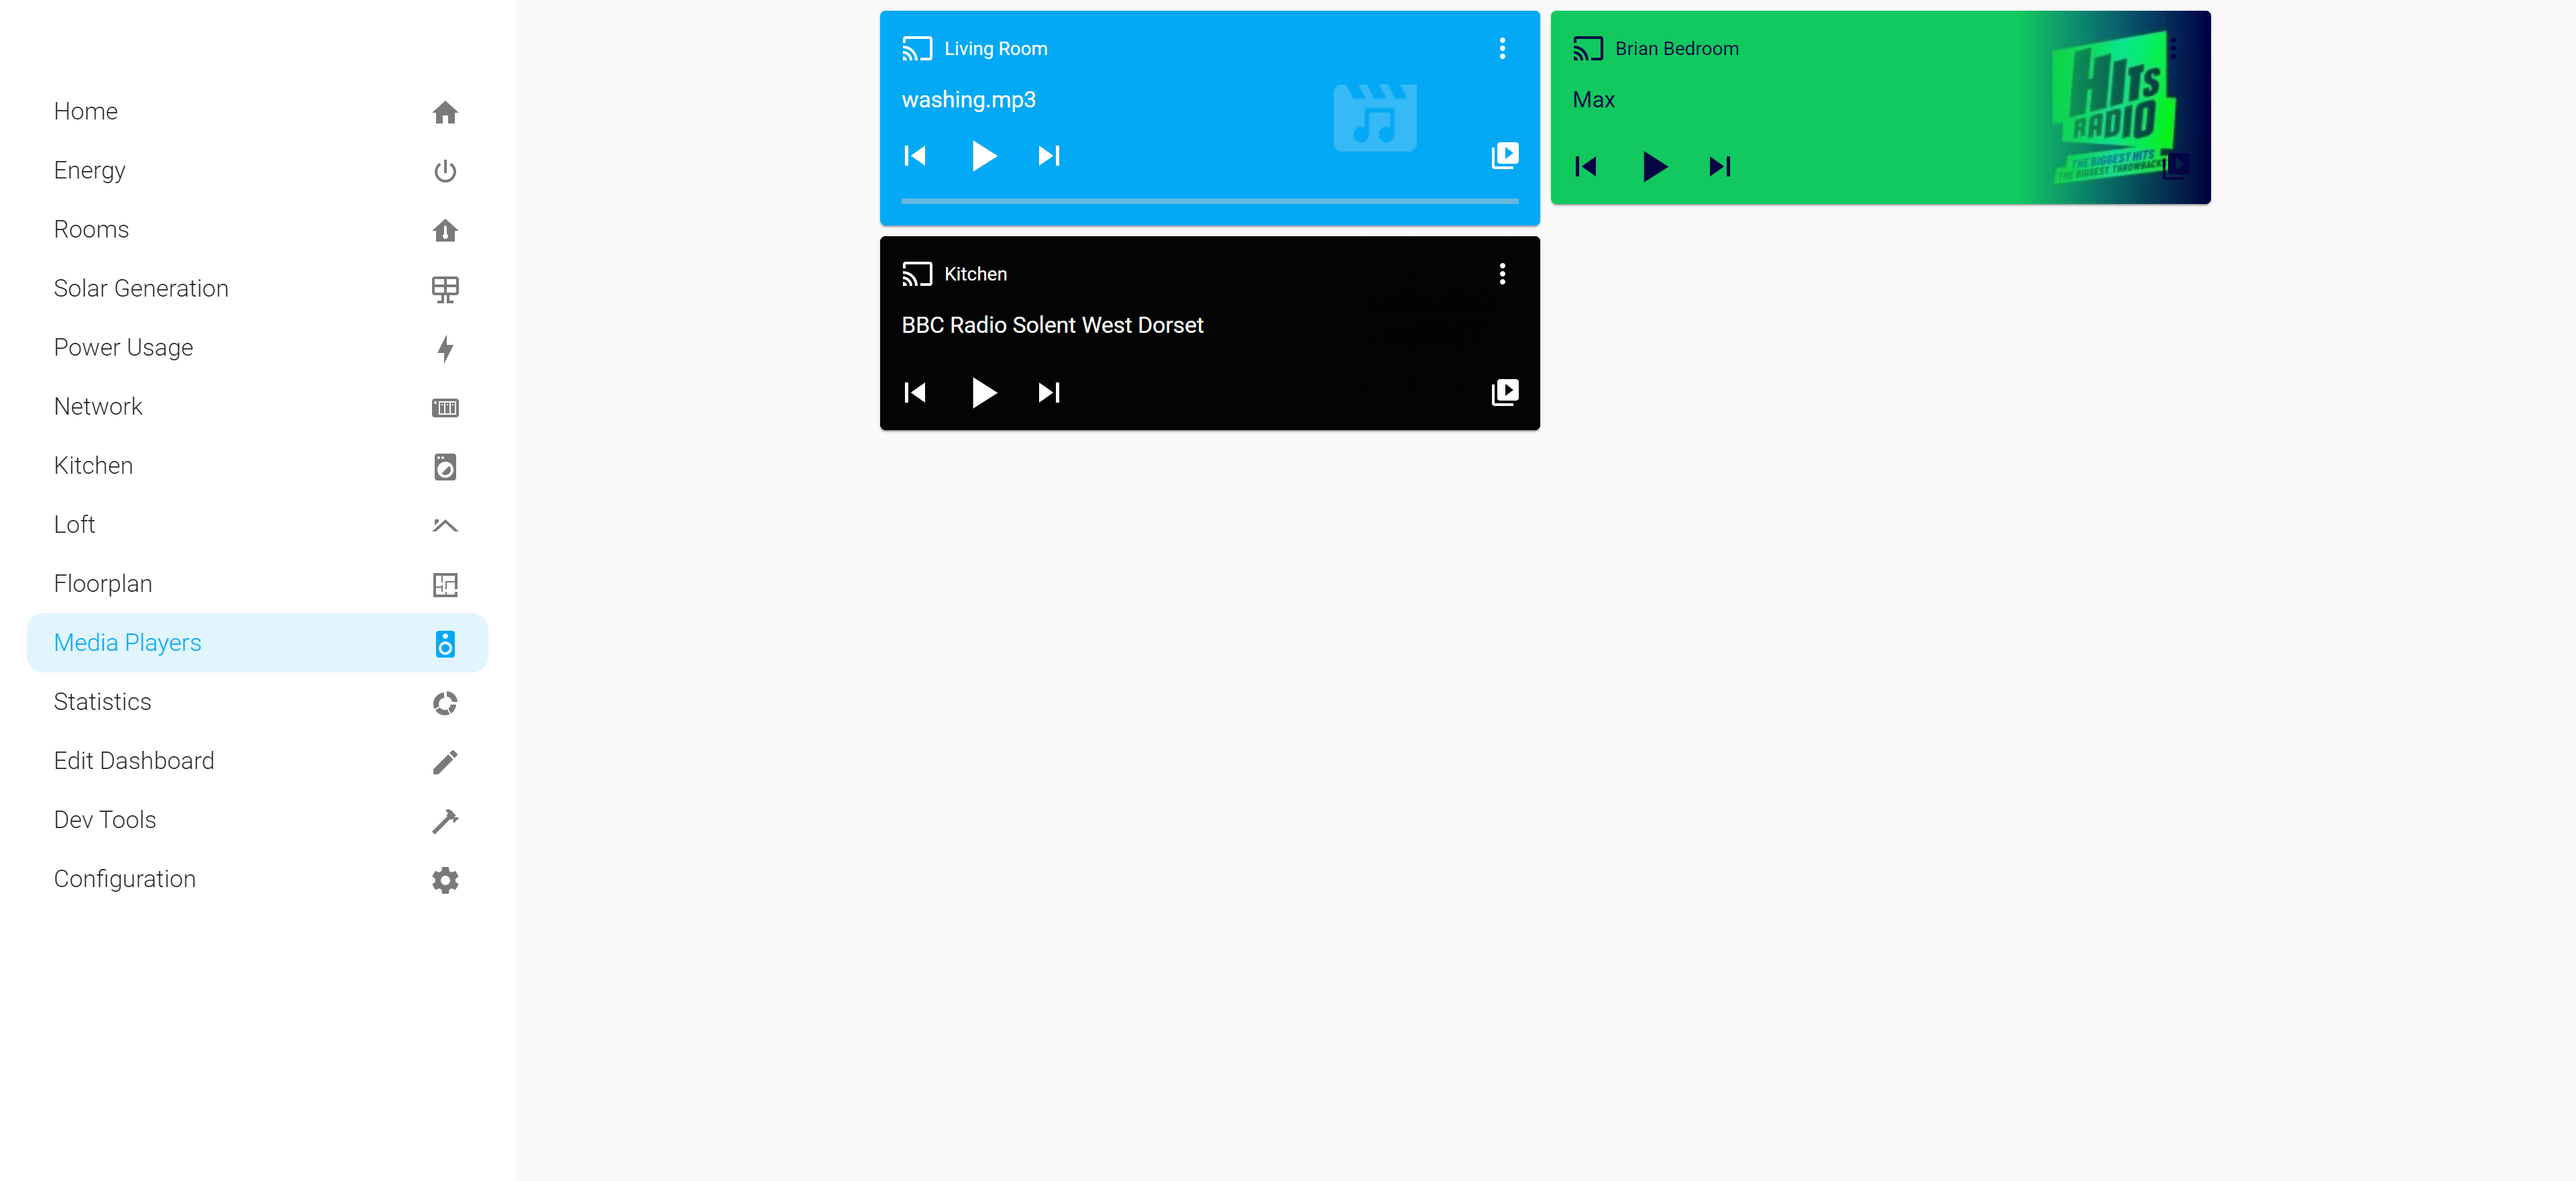 Home
Energy
Rooms
Solar Generation
Power Usage
Network
Kitchen
Loft
Floorplan
Media Players
Statistics
Edit Dashboard
Dev Tools
Configuration
Living Room
washing.mp3
Brian Bedroom
Max
HITS
RADIO
THE BIGGEST HITS
THE BIGGEST THROWBACKS
Kitchen
BBC Radio Solent West Dorset